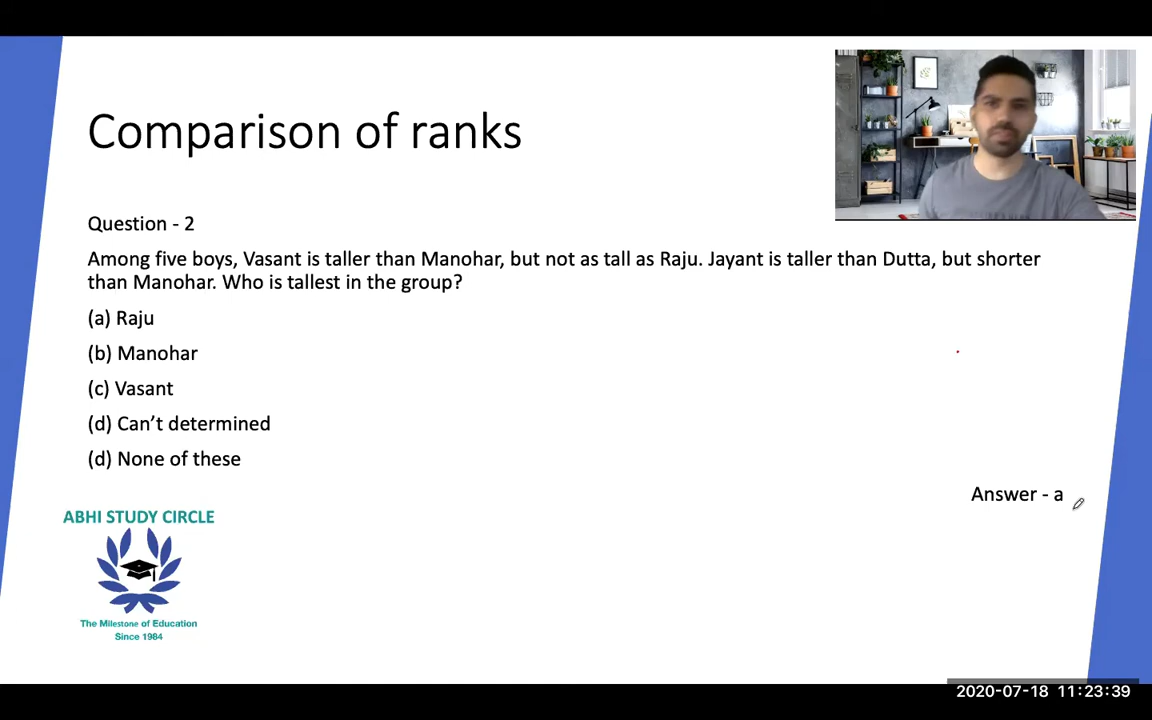 Comparison of ranks
Question - 2
Among five boys, Vasant is taller than Manohar, but not as tall as Raju. Jayant is taller than Dutta, but shorter
than Manohar. Who is tallest in the group?
(a) Raju
(b) Manohar
(c) Vasant
(d) Can’t determined
(d) None of these
Answer - a
ABHI STUDY CIRCLE
The Milestone of Education
Since 1984
2020-07-18 11:23:39